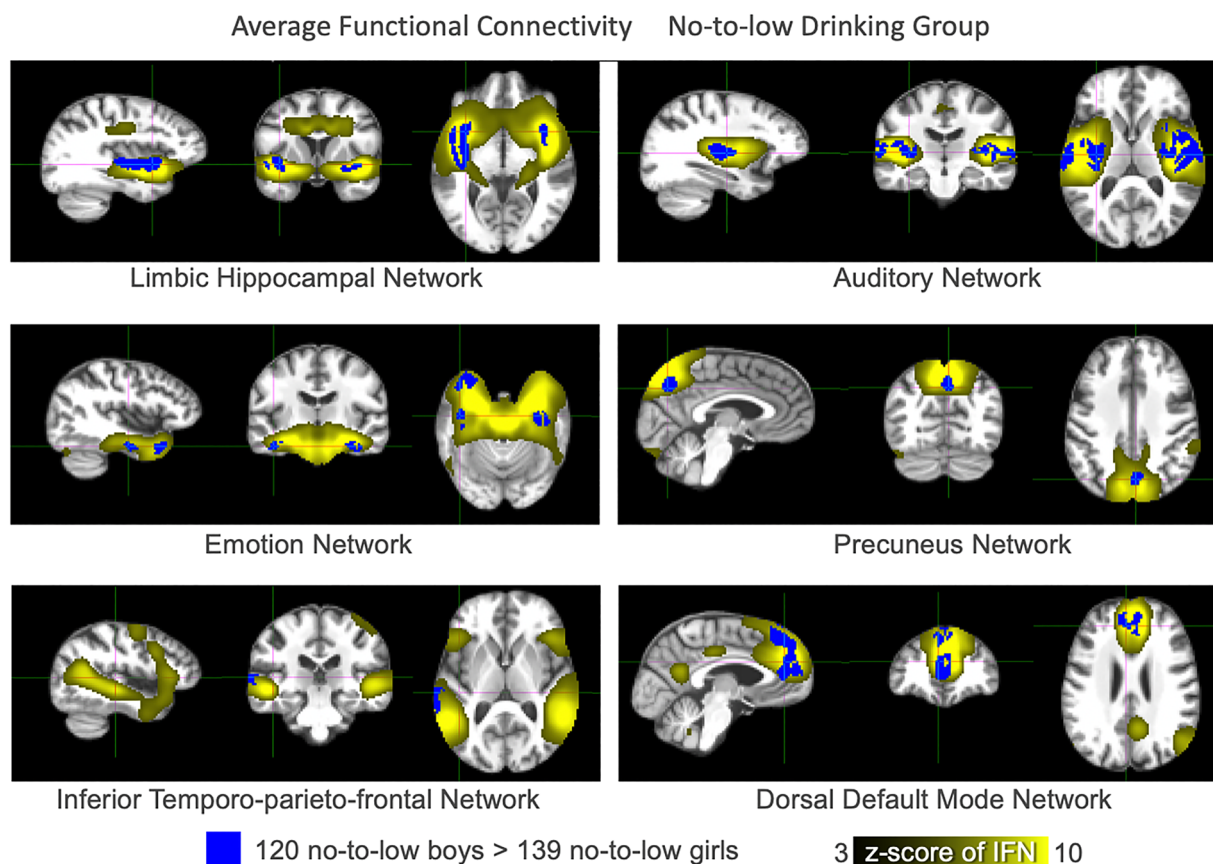 Average Functional Connectivity No-to-low Drinking Group
Limbic Hippocampal Network
Auditory Network
Emotion Network
Precuneus Network
Inferior Temporo-parieto-frontal Network
Dorsal Default Mode Network
120 no-to-low boys > 139 no-to-low girls
3 z-score of IFN 10